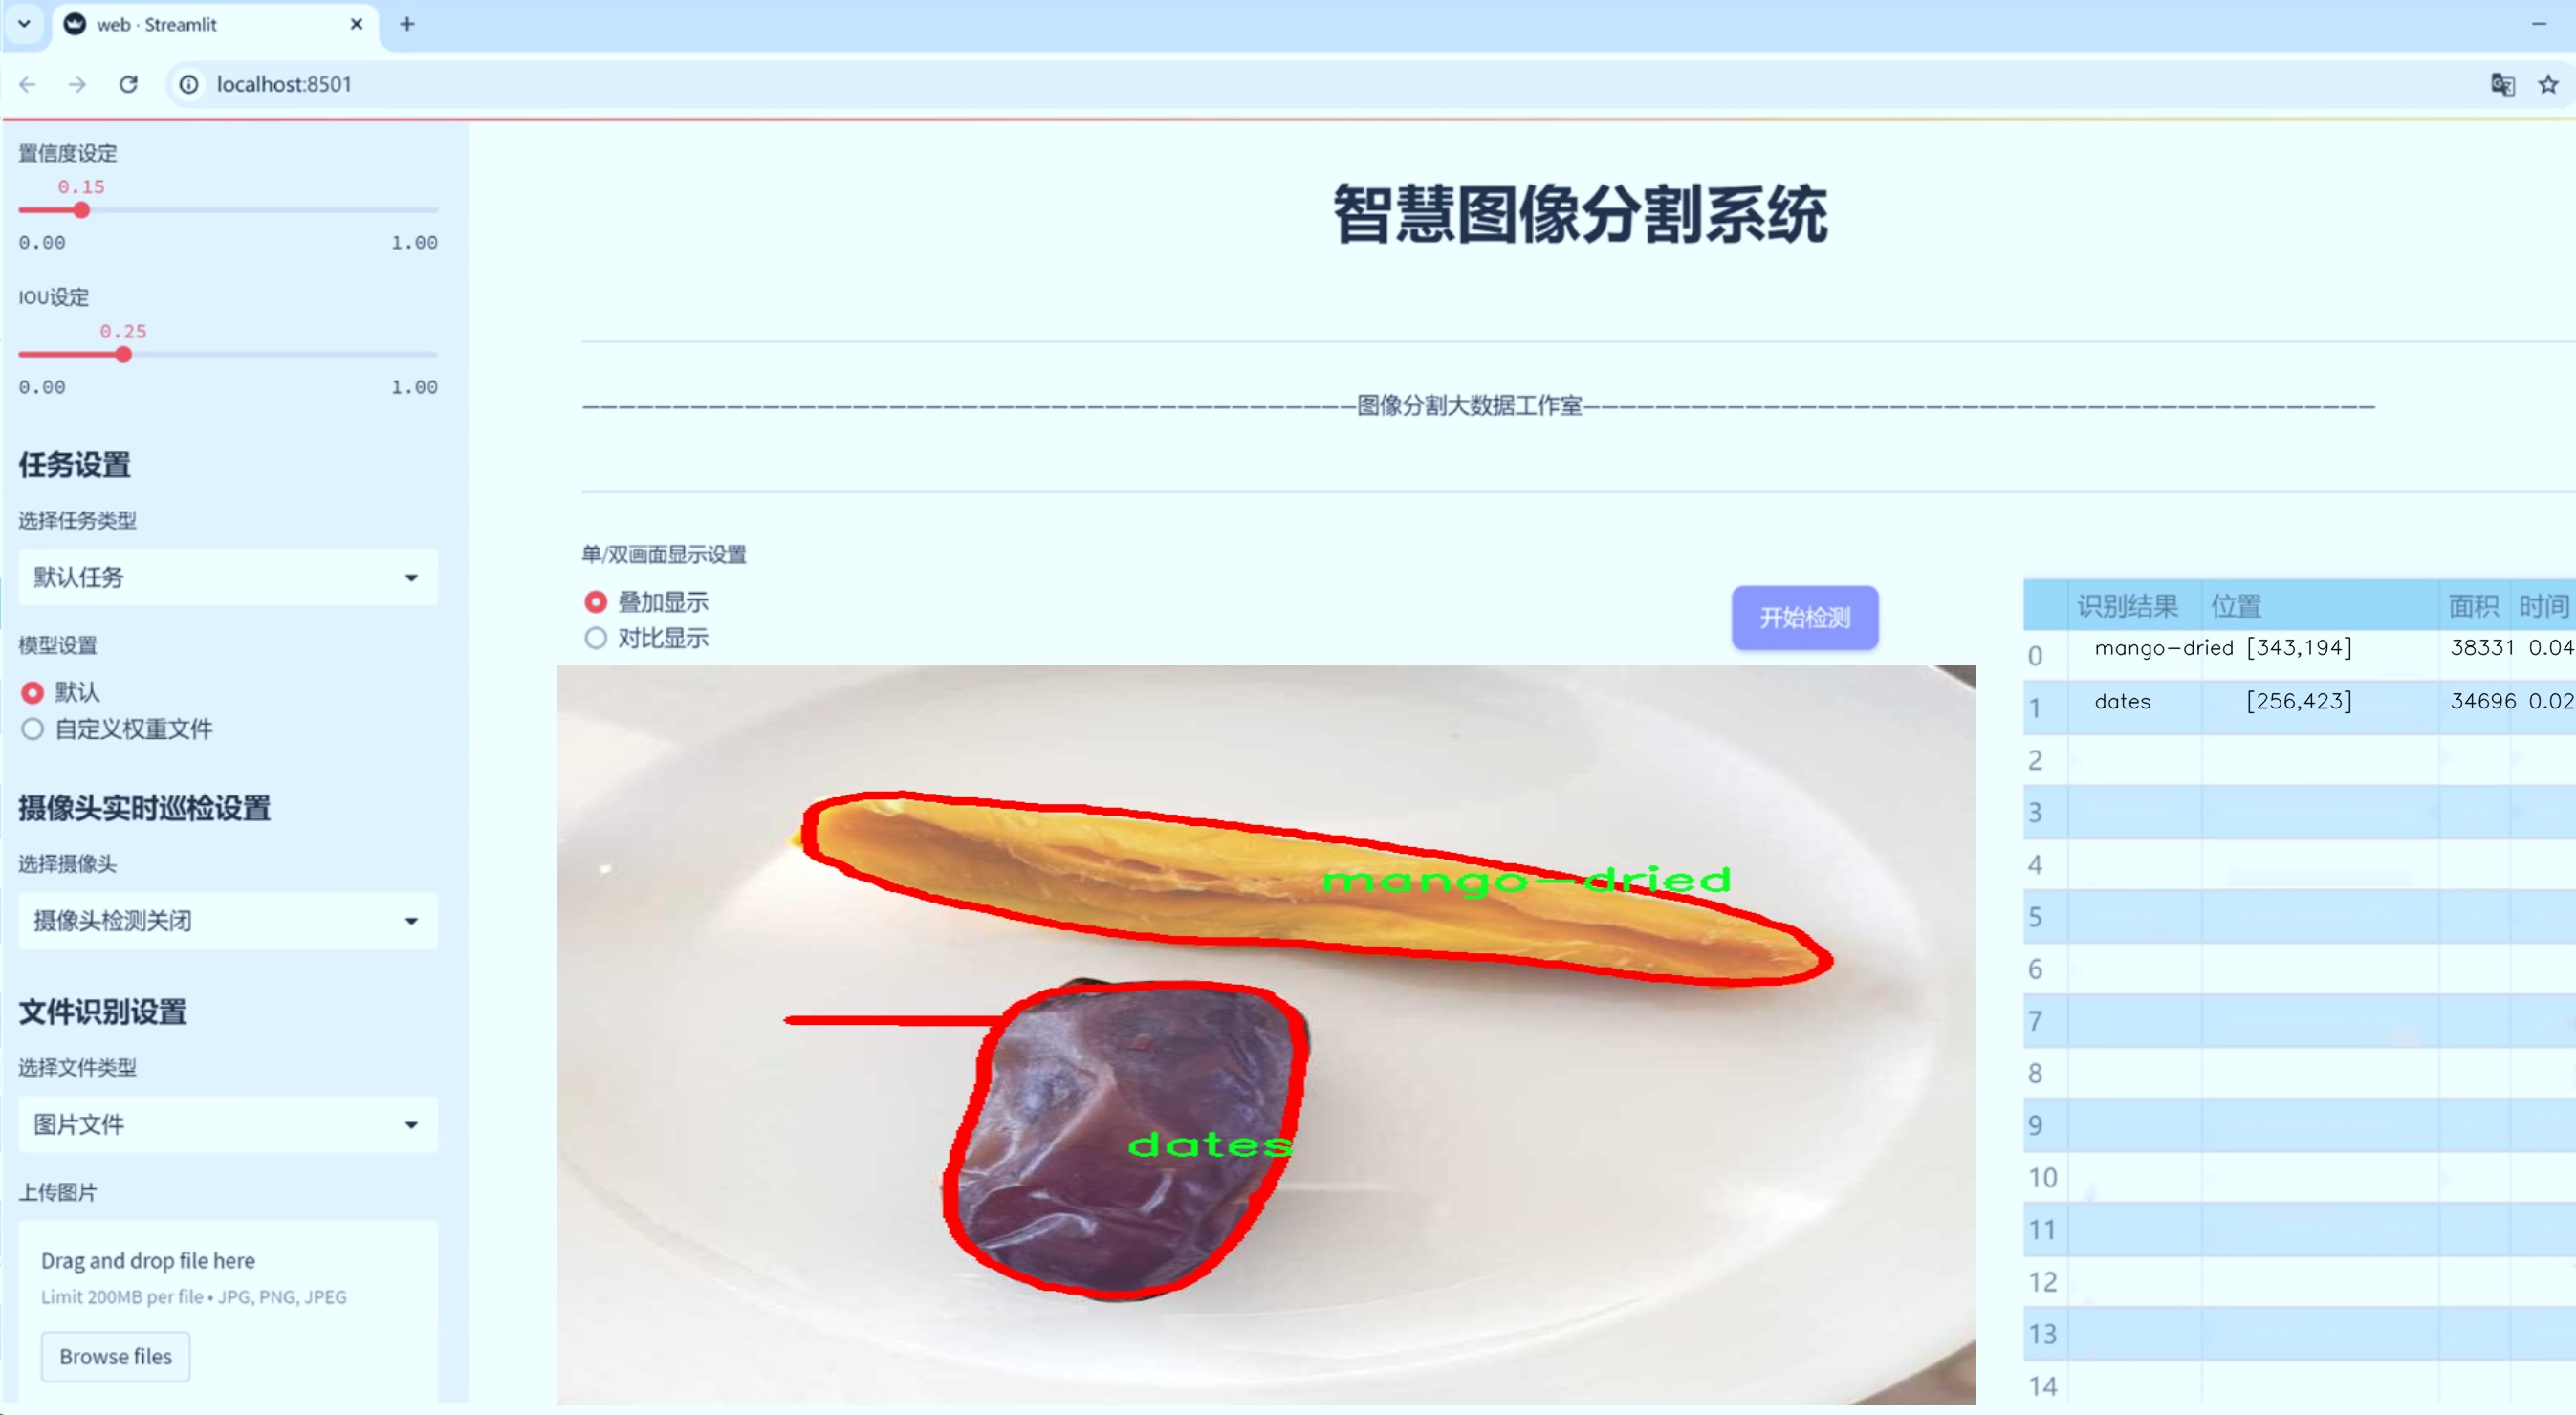 web · Streamlit
localhost:8501
置信度设定
0.15
0.00 1.00
IOU设定
0.25
0.00 1.00
任务设置
选择任务类型
默认任务
模型设置
默认
自定义权重文件
摄像头实时巡检设置
选择摄像头
摄像头检测关闭
文件识别设置
选择文件类型
图片文件
上传图片
Drag and drop file here
Limit 200MB per file • JPG, PNG, JPEG
Browse files
智慧图像分割系统
———————————————————————————————————————————图像分割大数据工作室————————————————————————————————————————————
单/双画面显示设置
叠加显示
对比显示
开始检测
mango-dried
dates
识别结果 位置 面积 时间
0 mango-dried [343,194] 38331 0.04
1 dates [256,423] 34696 0.02
2
3
4
5
6
7
8
9
10
11
12
13
14